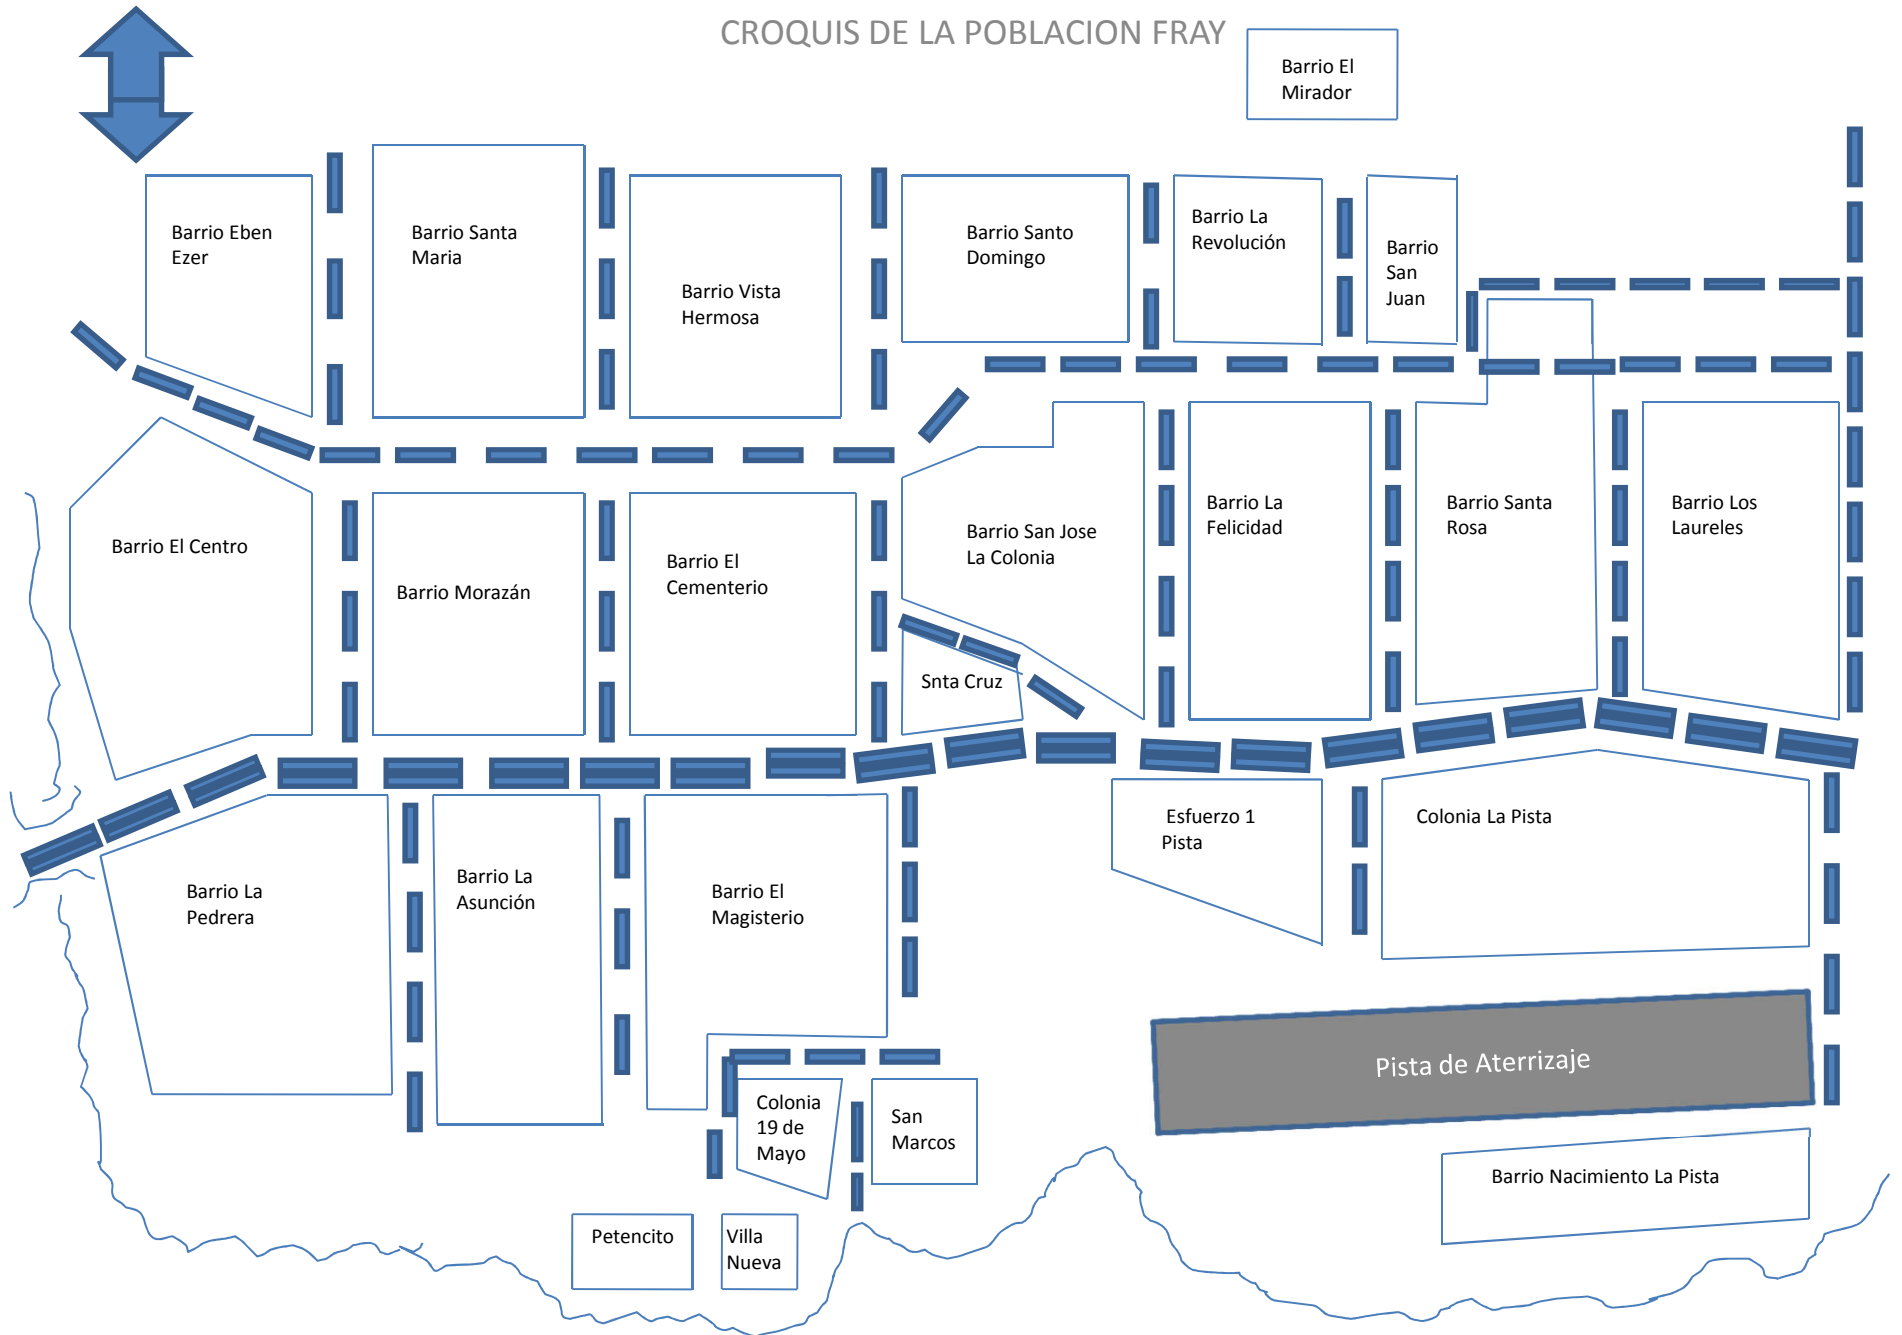 CROQUIS DE LA POBLACION FRAY
Barrio El
Mirador
Barrio Eben
Ezer
Barrio Santa
Maria
Barrio Vista
Hermosa
Barrio Santo
Domingo
Barrio La
Revolución
Barrio
San
Juan
Barrio El Centro
Barrio Morazán
Barrio El
Cementerio
Barrio San Jose
La Colonia
Barrio La
Felicidad
Barrio Santa
Rosa
Barrio Los
Laureles
Snta Cruz
Esfuerzo 1
Pista
Colonia La Pista
Barrio La
Pedrera
Barrio La
Asunción
Barrio El
Magisterio
Pista de Aterrizaje
Colonia
19 de
Mayo
San
Marcos
Barrio Nacimiento La Pista
Petencito
Villa
Nueva